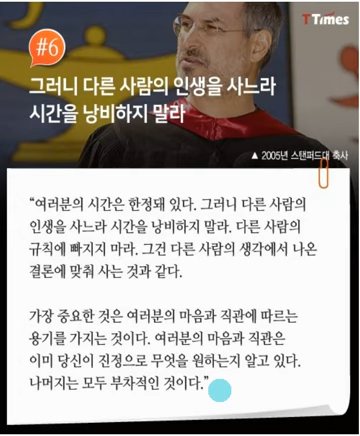 TTimes
#6
그러니 다른 사람의 인생을 사느라
시간을 낭비하지 말라
▲ 2005년 스탠퍼드대 축사
“여러분의 시간은 한정돼 있다. 그러니 다른 사람의
인생을 사느라 시간을 낭비하지 말라. 다른 사람의
규칙에 빠지지 마라. 그건 다른 사람의 생각에서 나온
결론에 맞춰 사는 것과 같다.
가장 중요한 것은 여러분의 마음과 직관에 따르는
용기를 가지는 것이다. 여러분의 마음과 직관은
이미 당신이 진정으로 무엇을 원하는지 알고 있다.
나머지는 모두 부차적인 것이다.”